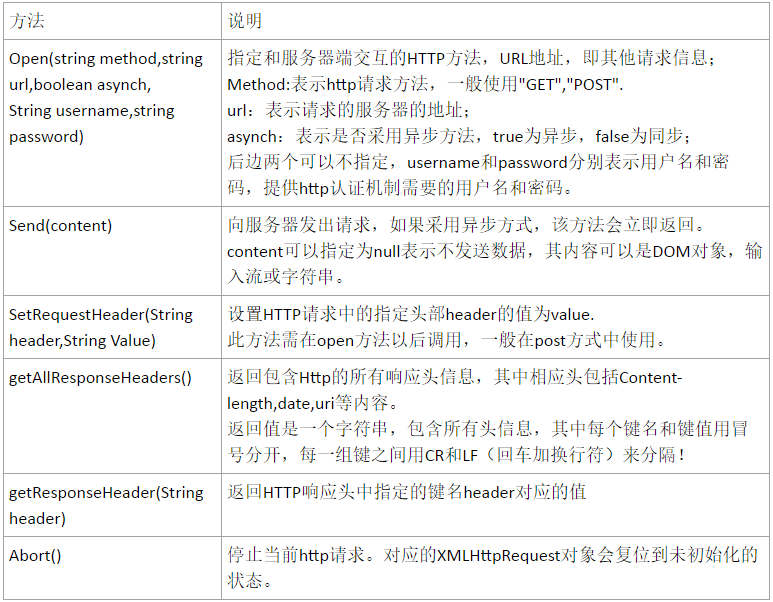 方法
说明
Open(string method,string
url,boolean asynch,
String username,string
password)
指定和服务器端交互的HTTP方法，URL地址，即其他请求信息；
Method:表示http请求方法，一般使用"GET","POST".
url：表示请求的服务器的地址；
asynch：表示是否采用异步方法，true为异步，false为同步；
后边两个可以不指定，username和password分别表示用户名和密
码，提供http认证机制需要的用户名和密码。
Send(content)
向服务器发出请求，如果采用异步方式，该方法会立即返回。
content可以指定为null表示不发送数据，其内容可以是DOM对象，输
入流或字符串。
SetRequestHeader(String
header,String Value)
设置HTTP请求中的指定头部header的值为value.
此方法需在open方法以后调用，一般在post方式中使用。
getAllResponseHeaders()
返回包含Http的所有响应头信息，其中相应头包括Content-
length,date,uri等内容。
返回值是一个字符串，包含所有头信息，其中每个键名和键值用冒
号分开，每一组键之间用CR和LF（回车加换行符）来分隔！
getResponseHeader(String
header)
返回HTTP响应头中指定的键名header对应的值
Abort()
停止当前http请求。对应的XMLHttpRequest对象会复位到未初始化的
状态。